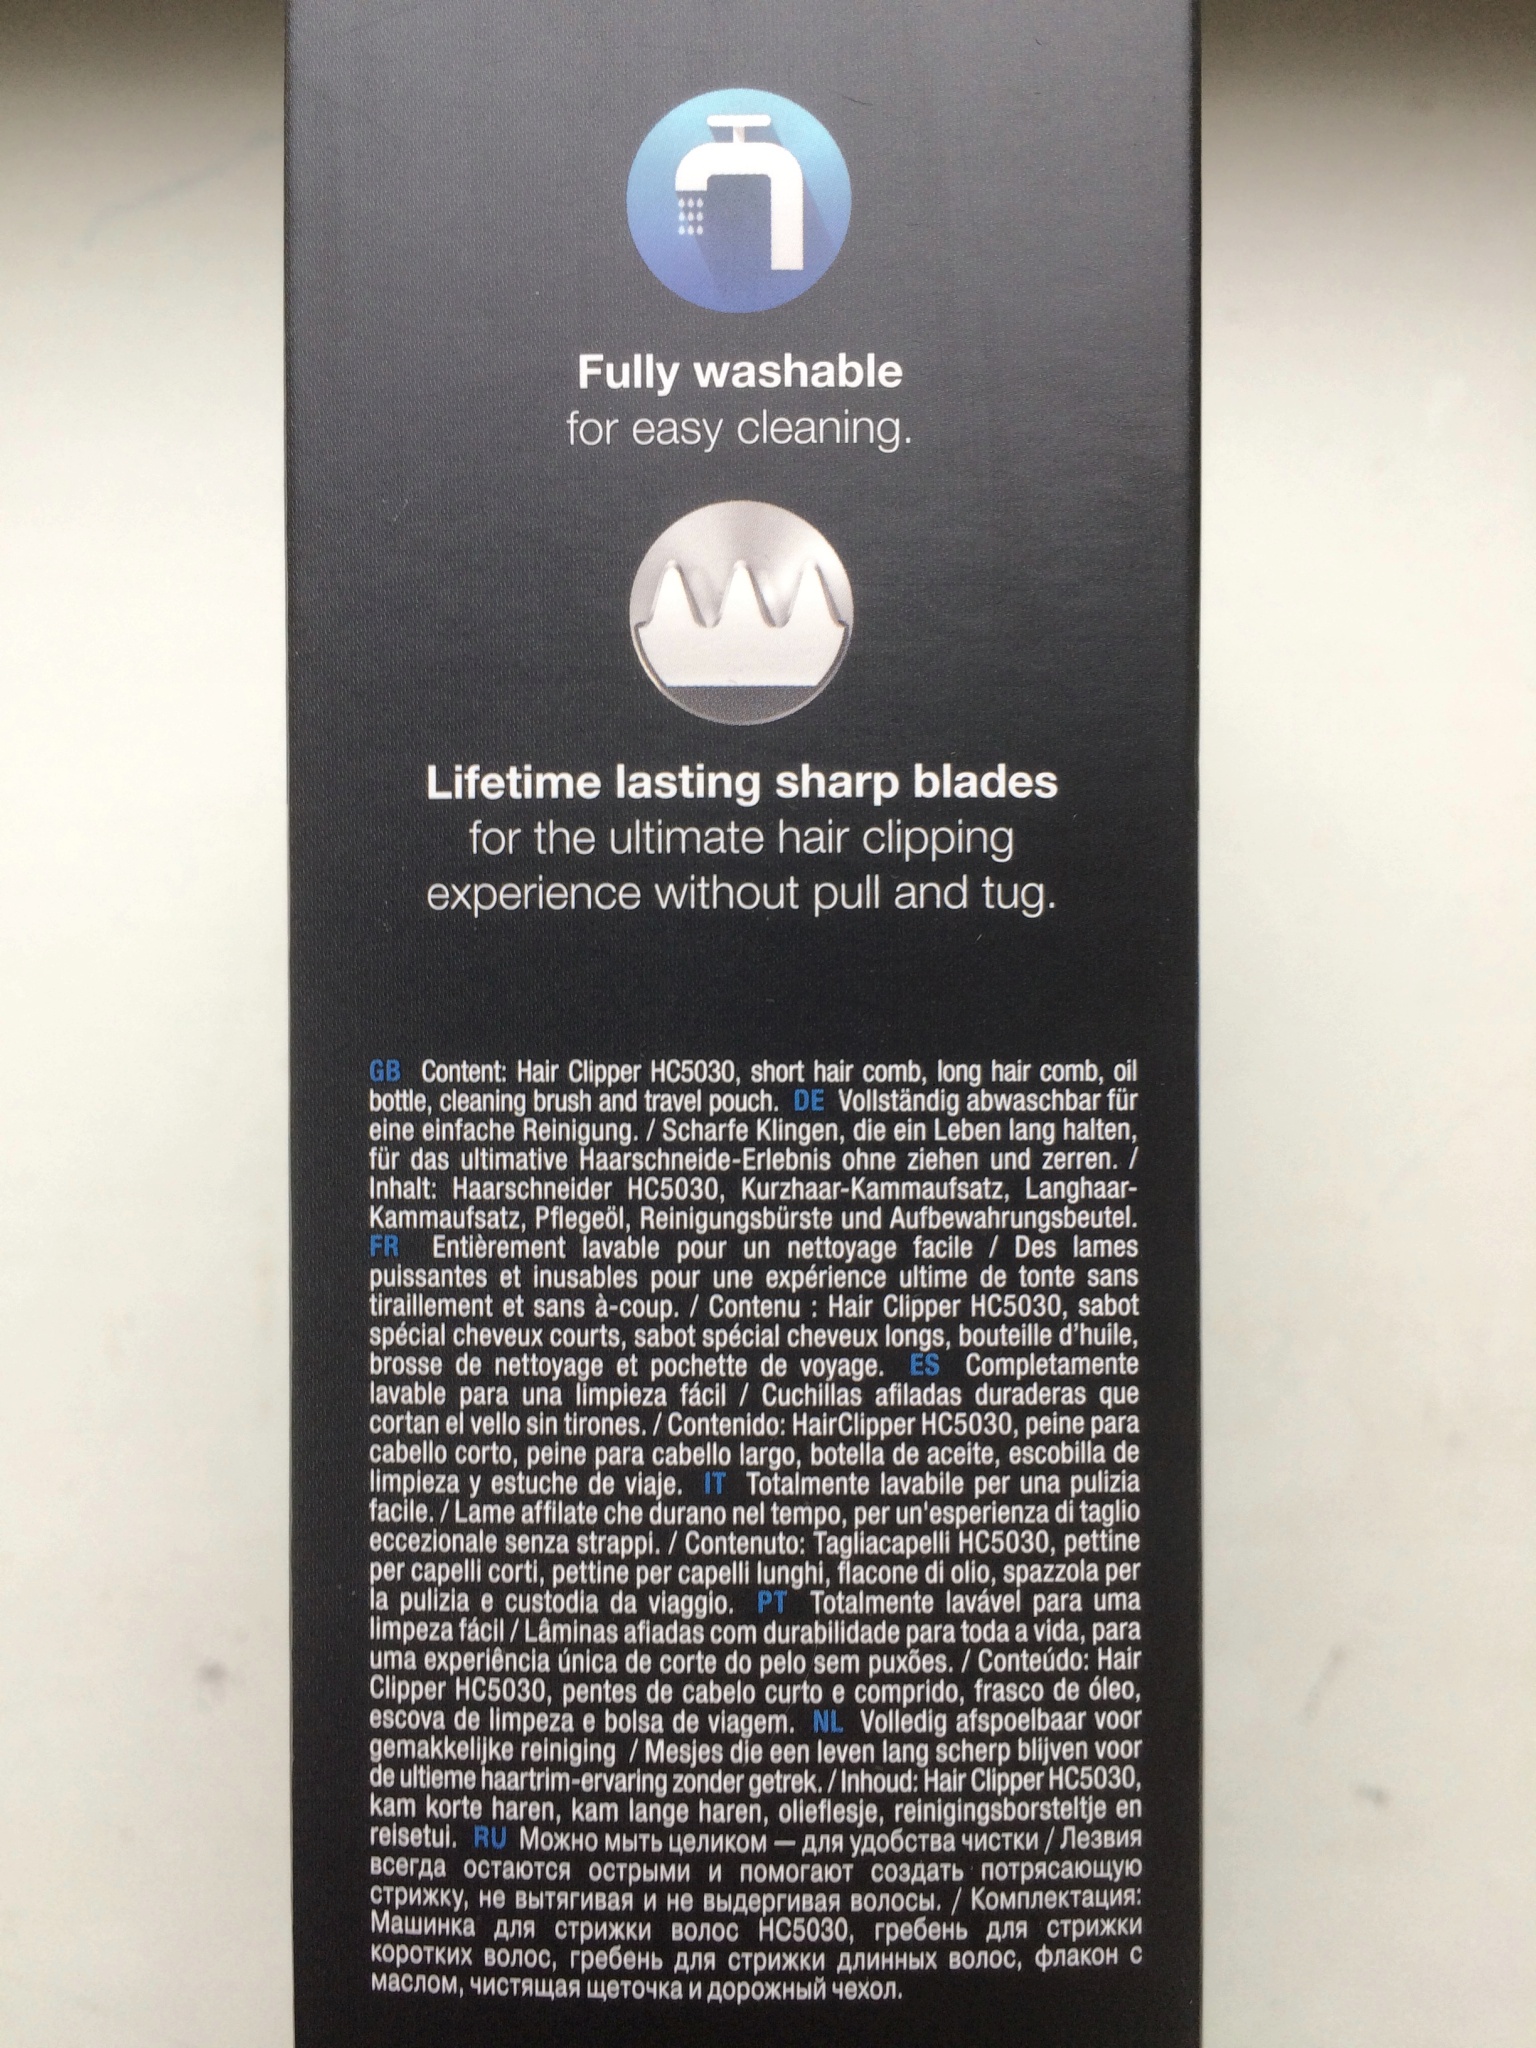 Fully washable
for easy cleaning.
Lifetime lasting sharp blades
for the ultimate hair clipping
experience without pull and tug.
GB Content: Hair Clipper HC5030, short hair comb, long hair comb, oil
bottle, cleaning brush and travel pouch. DE Vollständig abwaschbar für
eine einfache Reinigung. / Scharfe Klingen, die ein Leben lang halten,
für das ultimative Haarschneide-Erlebnis ohne ziehen und zerren. /
Inhalt: Haarschneider HC5030, Kurzhaar-Kammaufsatz, Langhaar-
Kammaufsatz, Pflegeöl, Reinigungsbürste und Aufbewahrungsbeutel.
FR Entièrement lavable pour un nettoyage facile / Des lames
puissantes et inusables pour une expérience ultime de tonte sans
tiraillement et sans à-coup. / Contenu : Hair Clipper HC5030, sabot
spécial cheveux courts, sabot spécial cheveux longs, bouteille d'huile,
brosse de nettoyage et pochette de voyage. ES Completamente
lavable para una limpieza fácil / Cuchillas afiladas duraderas que
cortan el vello sin tirones. / Contenido: HairClipper HC5030, peine para
cabello corto, peine para cabello largo, botella de aceite, escobilla de
limpieza y estuche de viaje. IT Totalmente lavabile per una pulizia
facile. / Lame affilate che durano nel tempo, per un'esperienza di taglio
eccezionale senza strappi. / Contenuto: Tagliacapelli HC5030, pettine
per capelli corti, pettine per capelli lunghi, flacone di olio, spazzola per
la pulizia e custodia da viaggio. PT Totalmente lavável para uma
limpeza fácil / Lâminas afiadas com durabilidade para toda a vida, para
uma experiência única de corte do pelo sem puxões. / Conteúdo: Hair
Clipper HC5030, pentes de cabelo curto e comprido, frasco de óleo,
escova de limpeza e bolsa de viagem. NL Volledig afspoelbaar voor
gemakkelijke reiniging / Mesjes die een leven lang scherp blijven voor
de ultieme haartrim-ervaring zonder getrek. / Inhoud: Hair Clipper HC5030,
kam korte haren, kam lange haren, olieflesje, reinigingsborsteltje en
reisetui. RU Можно мыть целиком — для удобства чистки / Лезвия
всегда остаются острыми и помогают создать потрясающую
стрижку, не вытягивая и не выдергивая волосы. / Комплектация:
Машинка для стрижки волос HC5030, гребень для стрижки
коротких волос, гребень для стрижки длинных волос, флакон с
маслом, чистящая щеточка и дорожный чехол.